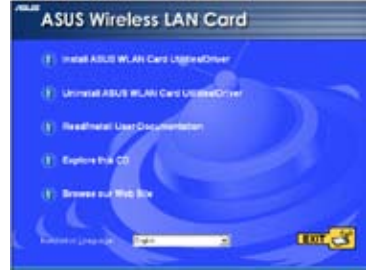 ASUS
ASUS Wireless LAN Card
Install ASUS WLAN Card Utilities/Driver
Uninstall ASUS WLAN Card Utilities/Driver
Read/Install User Documentation
Explore this CD
Browse our Web Site
Language:
English
EXIT